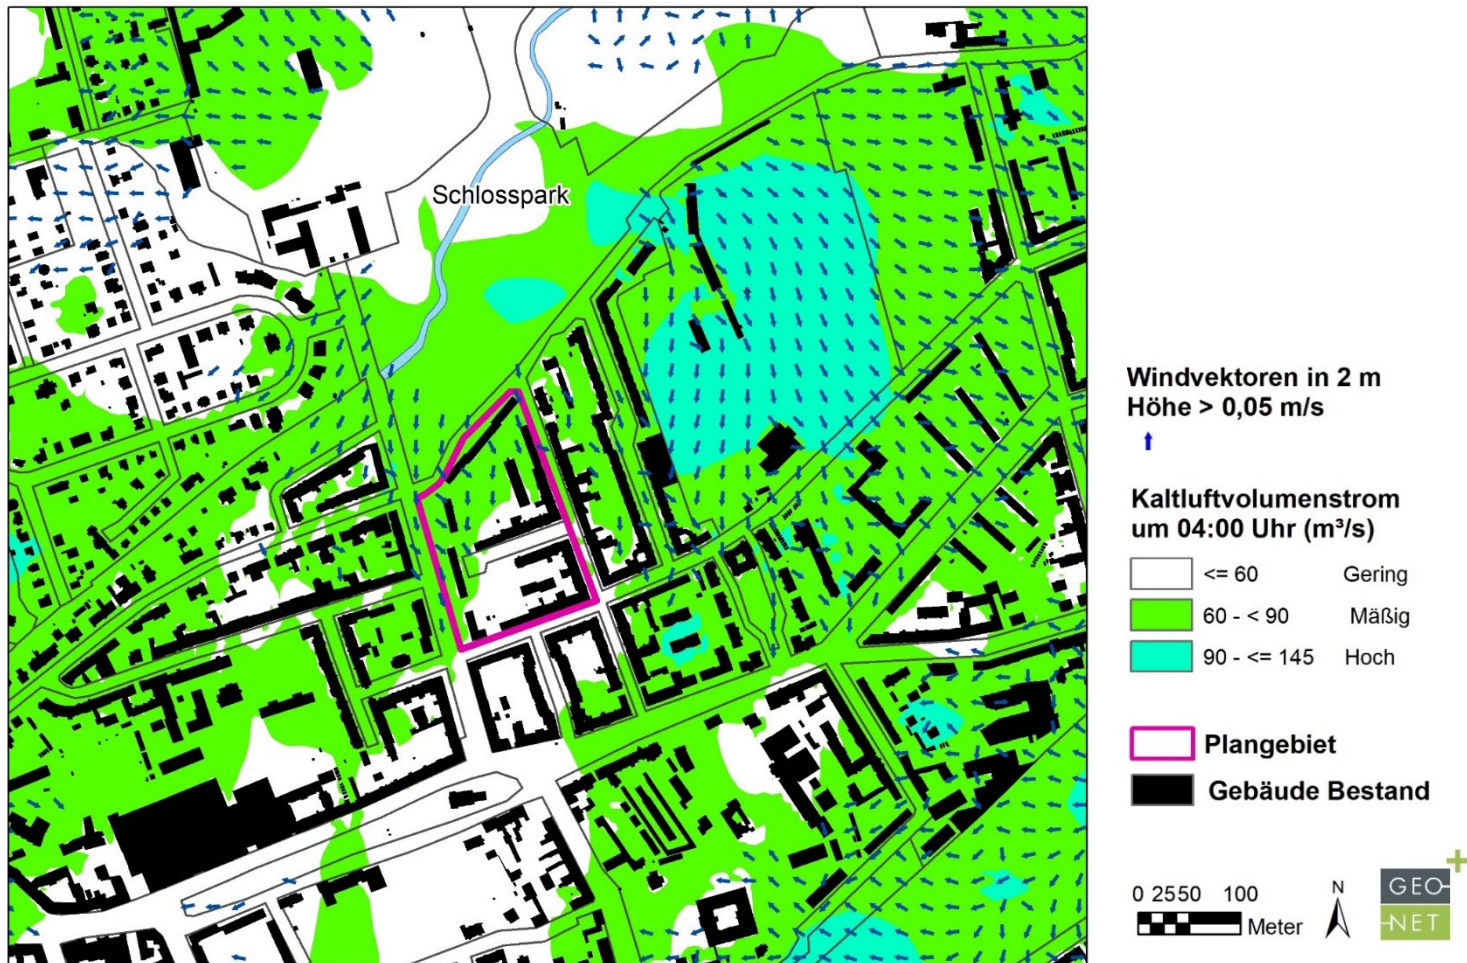 Schlosspark
Windvektoren in 2 m
Höhe > 0,05 m/s
Kaltluftvolumenstrom
um 04:00 Uhr (m³/s)
<= 60 Gering
60 - < 90 Mäßig
90 - <= 145 Hoch
Plangebiet
Gebäude Bestand
0 2550 100
Meter
N
GEO
NET